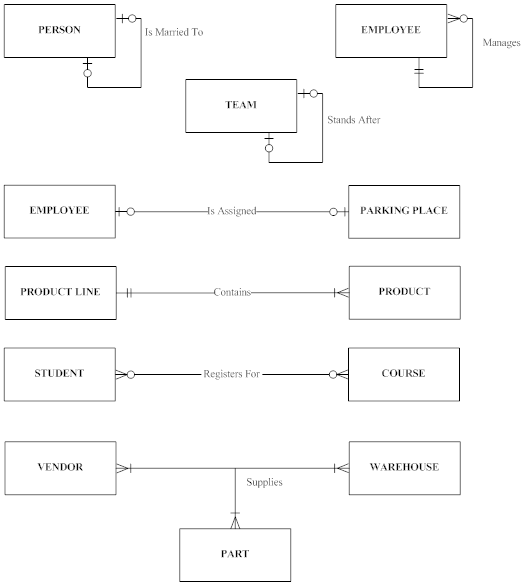 PERSON
Is Married To
EMPLOYEE
Manages
TEAM
Stands After
EMPLOYEE
Is Assigned
PARKING PLACE
PRODUCT LINE
Contains
PRODUCT
STUDENT
Registers For
COURSE
VENDOR
WAREHOUSE
Supplies
PART